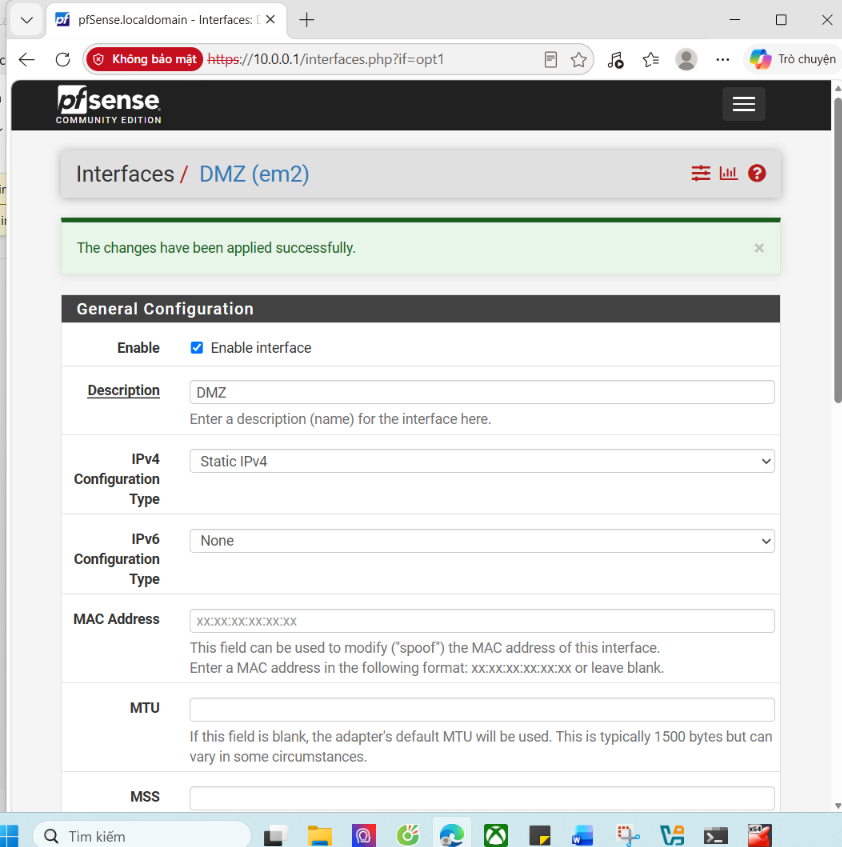 pfSense.localdomain - Interfaces:
Không bảo mật https://10.0.0.1/interfaces.php?if=opt1 Trò chuyện
pfsense
COMMUNITY EDITION
Interfaces / DMZ (em2)
The changes have been applied successfully. ×
General Configuration
Enable Enable interface
Description DMZ
Enter a description (name) for the interface here.
IPv4 Configuration Type Static IPv4
IPv6 Configuration Type None
MAC Address xx:xx:xx:xx:xx:xx
This field can be used to modify ("spoof") the MAC address of this interface.
Enter a MAC address in the following format: xx:xx:xx:xx:xx:xx or leave blank.
MTU
If this field is blank, the adapter's default MTU will be used. This is typically 1500 bytes but can
vary in some circumstances.
MSS
Tìm kiếm